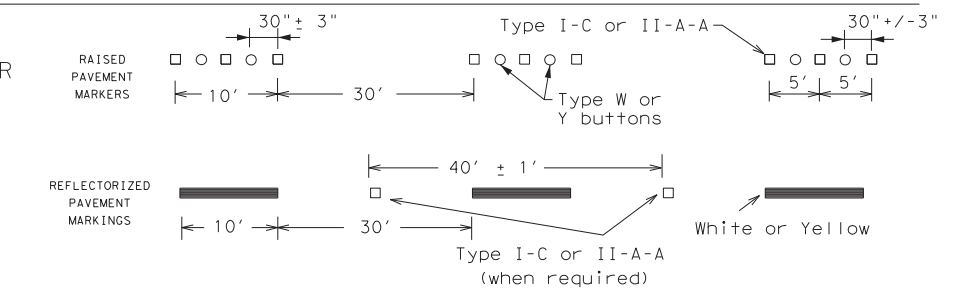 30"± 3"
Type I-C or II-A-A
30"+/-3"
R
RAISED
PAVEMENT
MARKERS
10'
30'
5'
5'
Type W or
Y buttons
40' ± 1'
REFLECTORIZED
PAVEMENT
MARKINGS
10'
30'
White or Yellow
Type I-C or II-A-A
(when required)